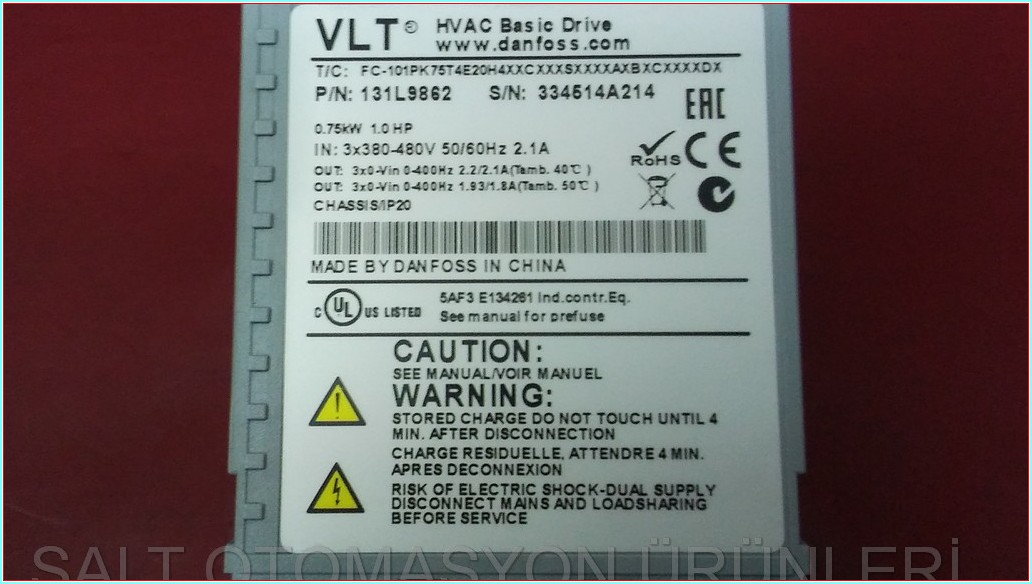 VLT® HVAC Basic Drive
www.danfoss.com
T/C: FC-101PK75T4E20H4XXCXXXSXXXXAXBXCXXXXDX
P/N: 131L9862 S/N: 334514A214
EAC
0.75kW 1.0 HP
IN: 3x380-480V 50/60Hz 2.1A
RoHS CE
OUT: 3x0-Vin 0-400Hz 2.2/2.1A(Tamb. 40℃ )
OUT: 3x0-Vin 0-400Hz 1.93/1.8A(Tamb. 50℃ )
CHASSIS/IP20
MADE BY DANFOSS IN CHINA
C UL US LISTED 5AF3 E134261 Ind.contr.Eq.
See manual for prefuse
CAUTION:
SEE MANUAL/VOIR MANUEL
WARNING:
STORED CHARGE DO NOT TOUCH UNTIL 4
MIN. AFTER DISCONNECTION
CHARGE RESIDUELLE, ATTENDRE 4 MIN.
APRES DECONNEXION
RISK OF ELECTRIC SHOCK-DUAL SUPPLY
DISCONNECT MAINS AND LOADSHARING
BEFORE SERVICE
SALT OTOMASYON ÜRÜNLERİ